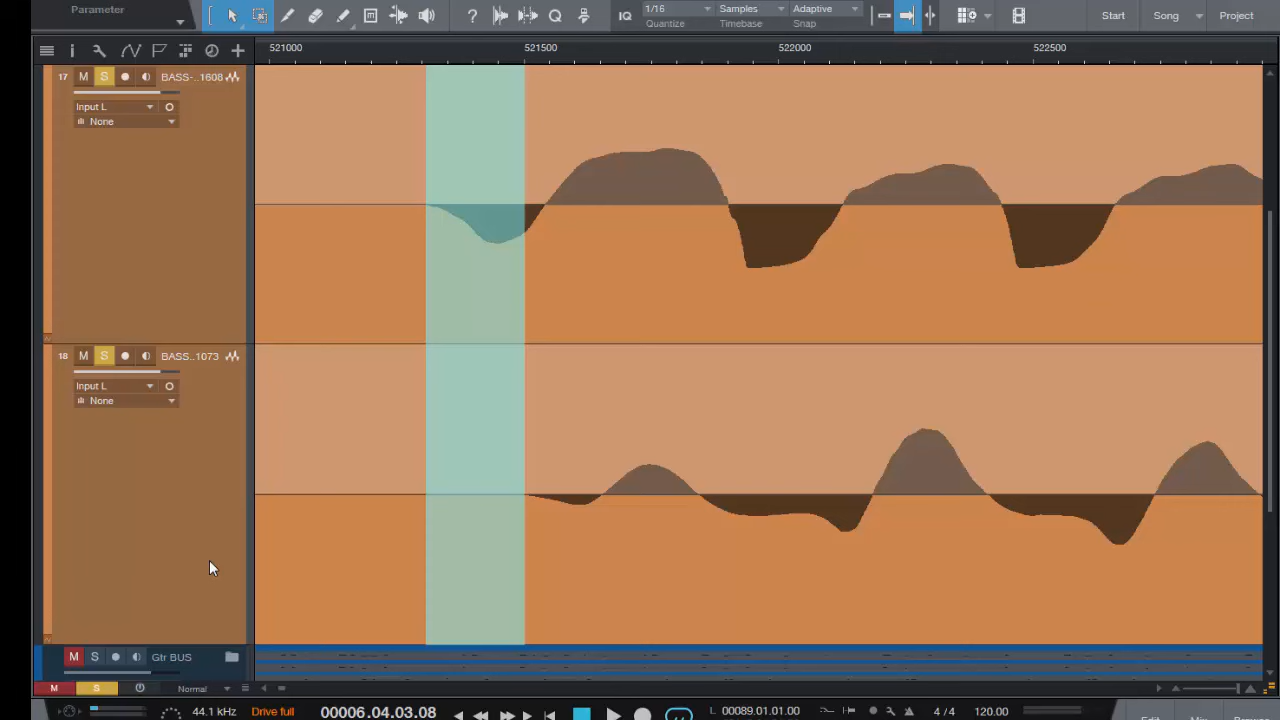 Parameter
IQ 1/16 Samples Adaptive Start Song Project
Quantize Timebase Snap
521000 521500 522000 522500
17 M S BASS-..1608
Input L
None
18 M S BASS..1073
Input L
None
M S Gtr BUS
M S Normal
44.1 kHz Drive full 00006.04.03.08 L 00089.01.01.00 4 / 4 120.00